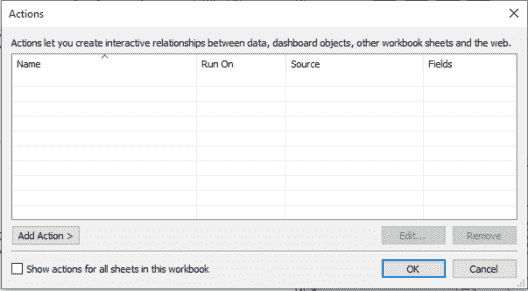 Actions
Actions let you create interactive relationships between data, dashboard objects, other workbook sheets and the web.
Name Run On Source Fields
Add Action > Edit... Remove
Show actions for all sheets in this workbook OK Cancel